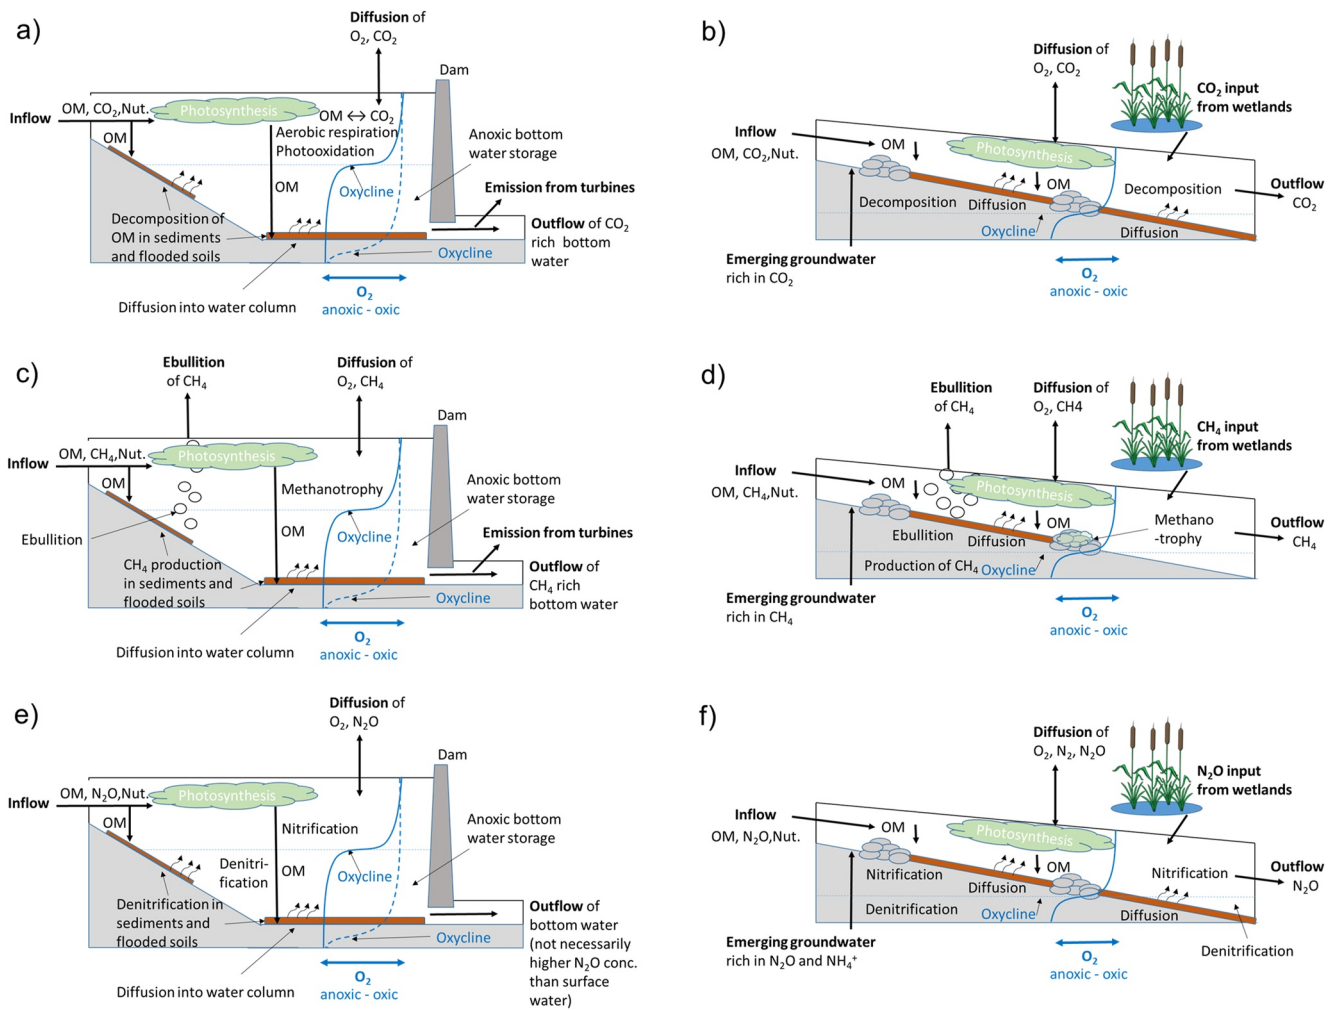 a)
Diffusion of
O₂, CO₂
Dam
Inflow
OM, CO₂,Nut.
Photosynthesis
OM
OM ↔ CO₂
Aerobic respiration
Photooxidation
Anoxic bottom
water storage
Oxycline
OM
Emission from turbines
Decomposition of
OM in sediments
and flooded soils
Outflow of CO₂
rich bottom
water
Oxycline
Diffusion into water column
O₂
anoxic - oxic
b)
Diffusion of
O₂, CO₂
CO₂ input
from wetlands
Inflow
OM, CO₂,Nut.
OM
Photosynthesis
OM
Decomposition
Decomposition
Diffusion
Outflow
CO₂
Oxycline
Diffusion
Emerging groundwater
rich in CO₂
O₂
anoxic - oxic
c)
Ebullition
of CH₄
Diffusion of
O₂, CH₄
Dam
Inflow
OM, CH₄,Nut.
Photosynthesis
OM
Methanotrophy
Anoxic bottom
water storage
Ebullition
OM
Oxycline
Emission from turbines
CH₄ production
in sediments and
flooded soils
Outflow of
CH₄ rich
bottom water
Oxycline
Diffusion into water column
O₂
anoxic - oxic
d)
Ebullition
of CH₄
Diffusion of
O₂, CH4
CH₄ input
from wetlands
Inflow
OM, CH₄,Nut.
OM
Photosynthesis
OM
Methano
-trophy
Ebullition
Diffusion
Outflow
CH₄
Production of CH₄
Oxycline
Emerging groundwater
rich in CH₄
O₂
anoxic - oxic
e)
Diffusion of
O₂, N₂O
Dam
Inflow
OM, N₂O,Nut.
Photosynthesis
OM
Nitrification
Anoxic bottom
water storage
Denitri-
fication
OM
Oxycline
Denitrification in
sediments and
flooded soils
Outflow of
bottom water
(not necessarily
higher N₂O conc.
than surface
water)
Oxycline
Diffusion into water column
O₂
anoxic - oxic
f)
Diffusion of
O₂, N₂, N₂O
N₂O input
from wetlands
Inflow
OM, N₂O,Nut.
OM
Photosynthesis
OM
Nitrification
Nitrification
Diffusion
Outflow
N₂O
Denitrification
Oxycline
Diffusion
Denitrification
Emerging groundwater
rich in N₂O and NH₄⁺
O₂
anoxic - oxic